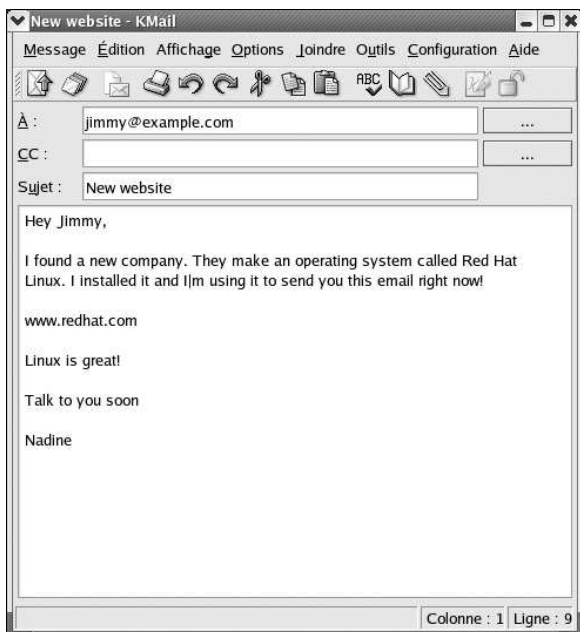 New website - KMail
Message Édition Affichage Options Joindre Outils Configuration Aide
ABC
À : jimmy@example.com ...
CC : ...
Sujet : New website
Hey Jimmy,
I found a new company. They make an operating system called Red Hat
Linux. I installed it and I|m using it to send you this email right now!
www.redhat.com
Linux is great!
Talk to you soon
Nadine
Colonne : 1 Ligne : 9